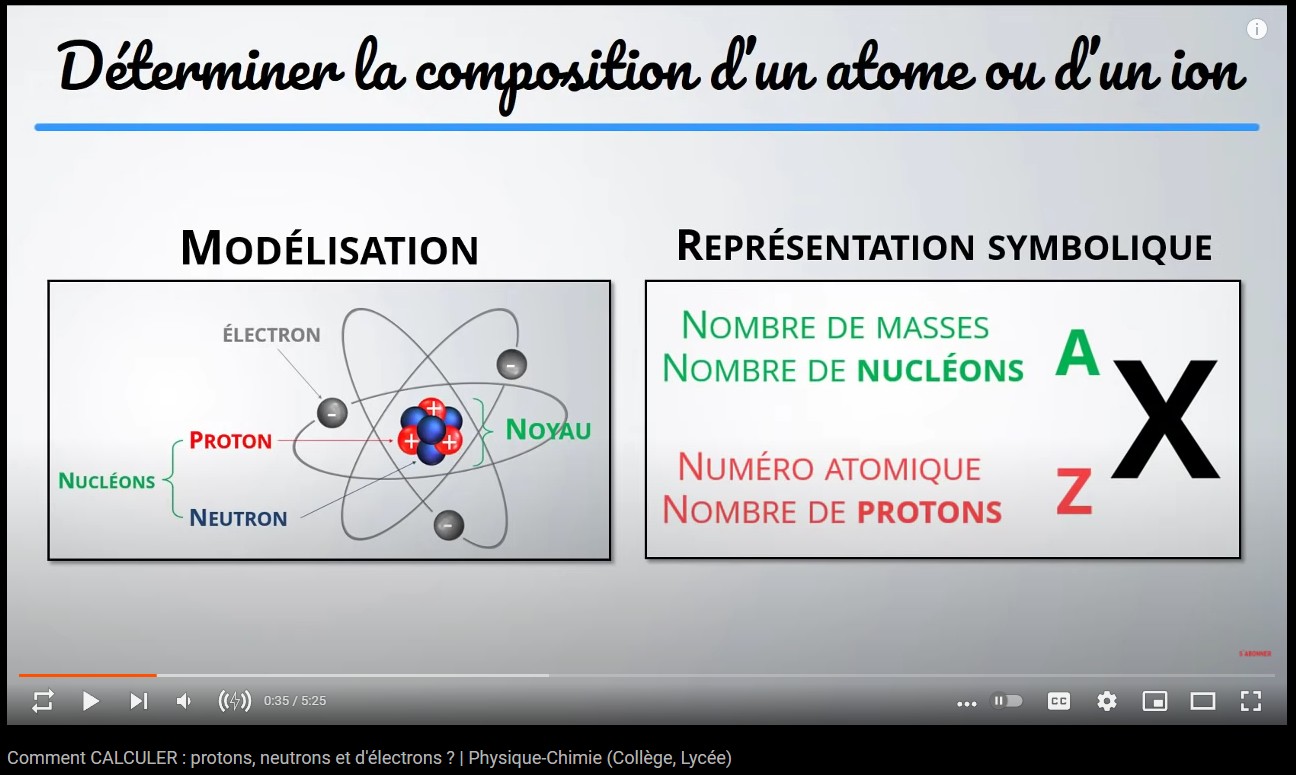 Déterminer la composition d'un atome ou d'un ion
MODÉLISATION
ÉLECTRON
-
-
+
PROTON
+ +
NOYAU
NUCLÉONS
NEUTRON
-
REPRÉSENTATION SYMBOLIQUE
NOMBRE DE MASSES
NOMBRE DE NUCLÉONS
A
X
NUMÉRO ATOMIQUE
NOMBRE DE PROTONS
Z
S'ABONNER
0:35 / 5:25
CC
Comment CALCULER : protons, neutrons et d'électrons ? | Physique-Chimie (Collège, Lycée)